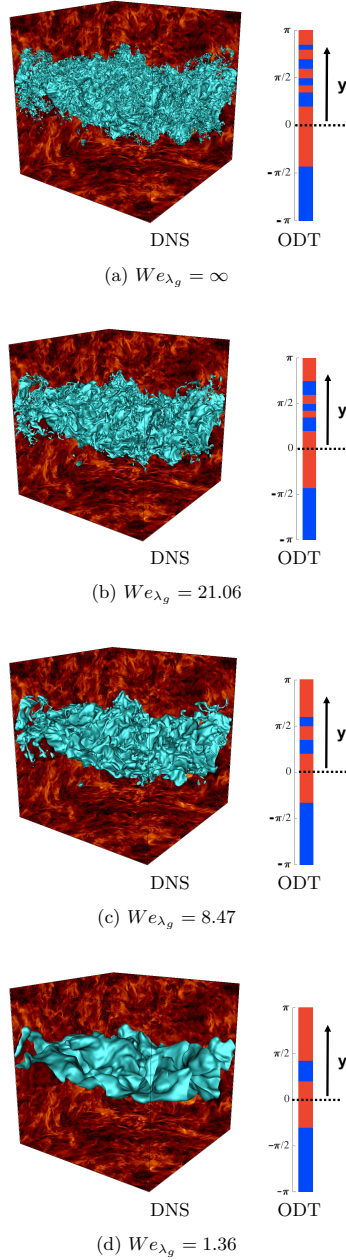 π
π/2
y
0
-π/2
-π
DNS ODT
(a) We_{λ_g} = ∞
π
π/2
y
0
-π/2
-π
DNS ODT
(b) We_{λ_g} = 21.06
π
π/2
y
0
-π/2
-π
DNS ODT
(c) We_{λ_g} = 8.47
π
π/2
y
0
-π/2
-π
DNS ODT
(d) We_{λ_g} = 1.36